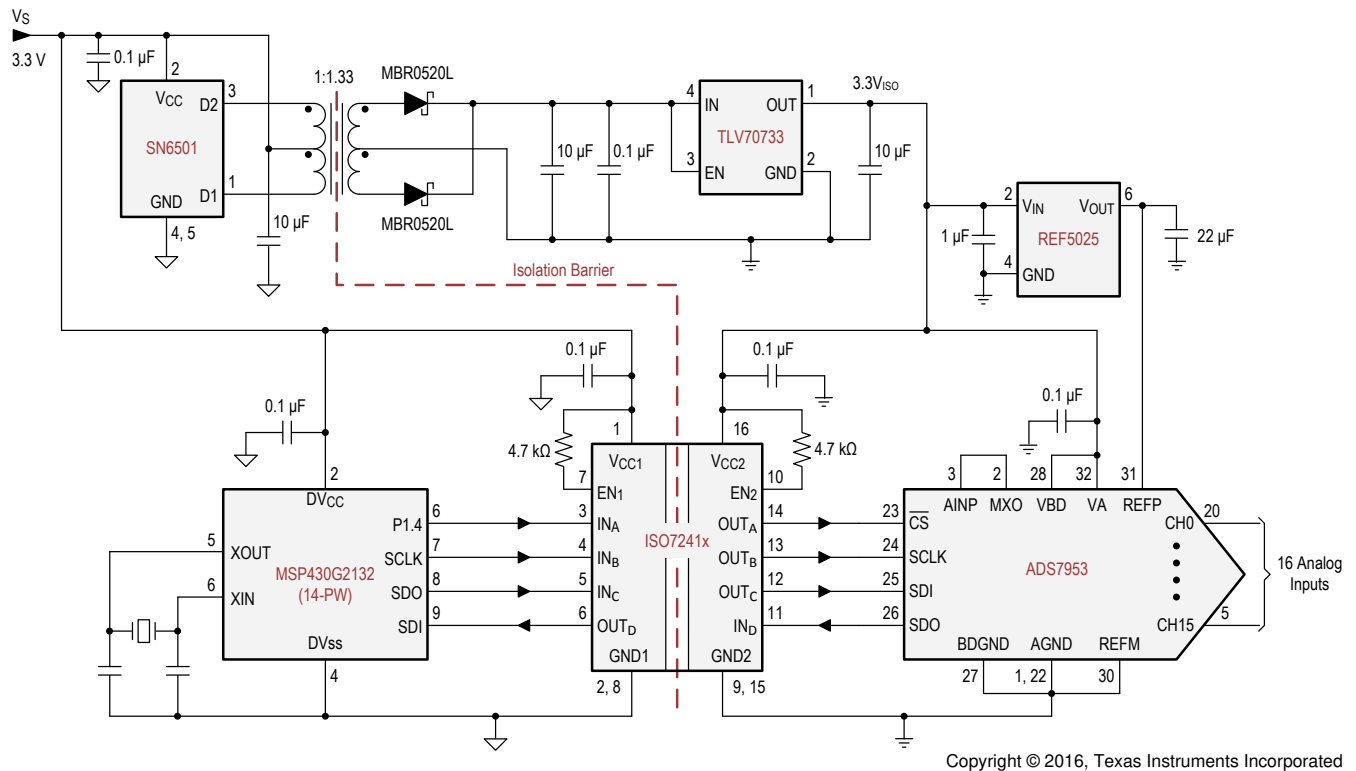 VS
3.3 V
0.1 µF
2
VCC
D2
3
SN6501
D1
1
GND
4, 5
10 µF
1:1.33
MBR0520L
MBR0520L
10 µF
0.1 µF
4
IN
OUT
1
TLV70733
3
EN
GND
2
3.3VISO
10 µF
2
VIN
VOUT
6
REF5025
1 µF
4
GND
22 µF
Isolation Barrier
0.1 µF
2
DVCC
5
XOUT
P1.4
6
6
XIN
SCLK
7
MSP430G2132
(14-PW)
SDO
8
SDI
9
DVss
4
0.1 µF
4.7 kΩ
1
VCC1
7
EN1
3
INA
4
INB
5
INC
6
OUTD
GND1
2, 8
ISO7241x
0.1 µF
4.7 kΩ
16
VCC2
EN2
10
OUTA
14
OUTB
13
OUTC
12
IND
11
GND2
9, 15
0.1 µF
3
2
28
32
31
AINP
MXO
VBD
VA
REFP
23
CS
24
SCLK
25
SDI
26
SDO
ADS7953
CH0
20
CH15
5
16 Analog
Inputs
BDGND
AGND
REFM
27
1, 22
30
Copyright © 2016, Texas Instruments Incorporated